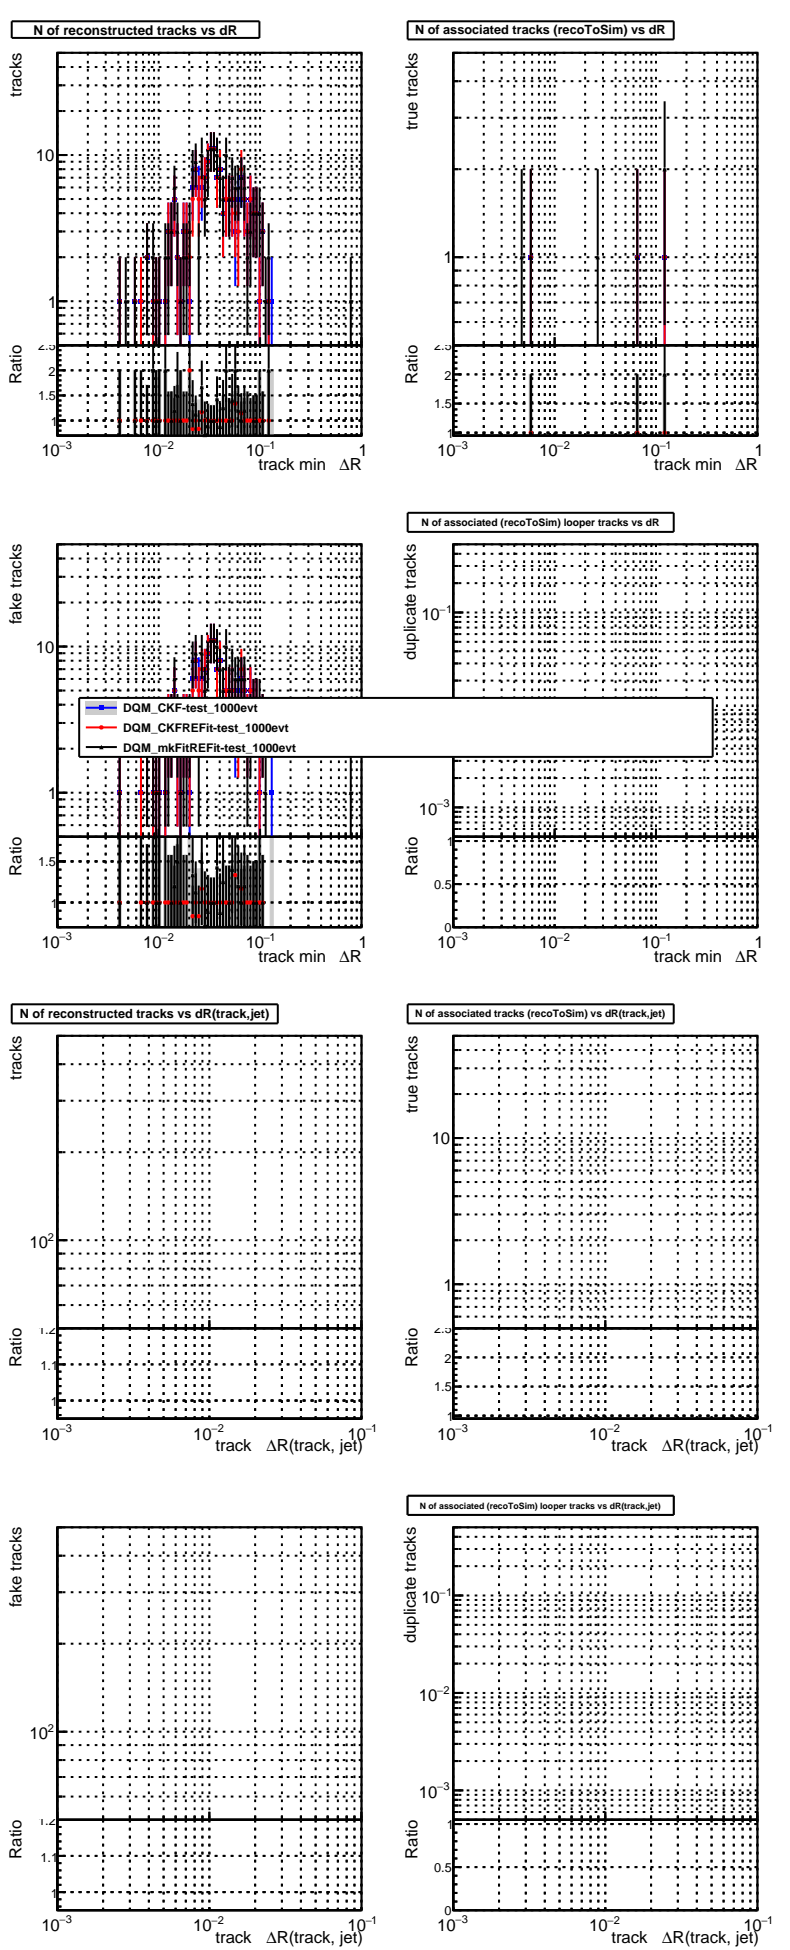 N of reconstructed tracks vs dR
tracks
10
1
Ratio
2.5
2
1.5
1
10−3
10−2
10−1
1
track min ΔR
N of associated tracks (recoToSim) vs dR
true tracks
1
Ratio
2.5
2
1.5
1
10−3
10−2
10−1
1
track min ΔR
fake tracks
10
1
Ratio
1.5
1
10−3
10−2
10−1
1
track min ΔR
N of associated (recoToSim) looper tracks vs dR
duplicate tracks
10−1
10−3
Ratio
1
0.5
0
10−3
10−2
10−1
1
track min ΔR
DQM_CKF-test_1000evt
DQM_CKFREFit-test_1000evt
DQM_mkFitREFit-test_1000evt
N of reconstructed tracks vs dR(track,jet)
tracks
102
Ratio
1.2
1.1
1
10−3
10−2
10−1
track ΔR(track, jet)
N of associated tracks (recoToSim) vs dR(track,jet)
true tracks
10
1
Ratio
2.5
2
1.5
1
10−3
10−2
10−1
track ΔR(track, jet)
fake tracks
102
Ratio
1.2
1.1
1
10−3
10−2
10−1
track ΔR(track, jet)
N of associated (recoToSim) looper tracks vs dR(track,jet)
duplicate tracks
10−1
10−2
10−3
Ratio
1
0.5
0
10−3
10−2
10−1
track ΔR(track, jet)